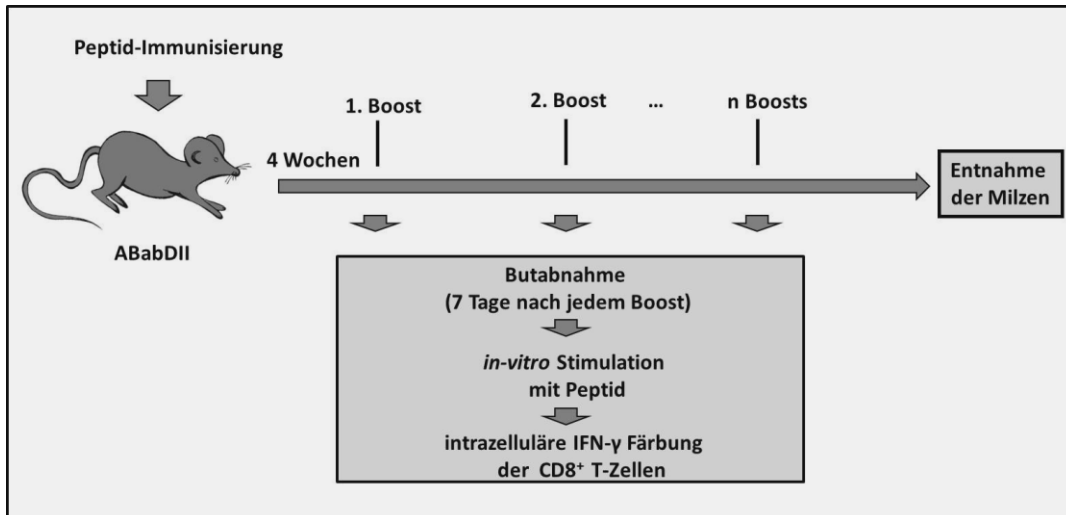 Peptid-Immunisierung
1. Boost
2. Boost
...
n Boosts
4 Wochen
Entnahme
der Milzen
ABabDII
Butabnahme
(7 Tage nach jedem Boost)
in-vitro Stimulation
mit Peptid
intrazelluläre IFN-γ Färbung
der CD8⁺ T-Zellen